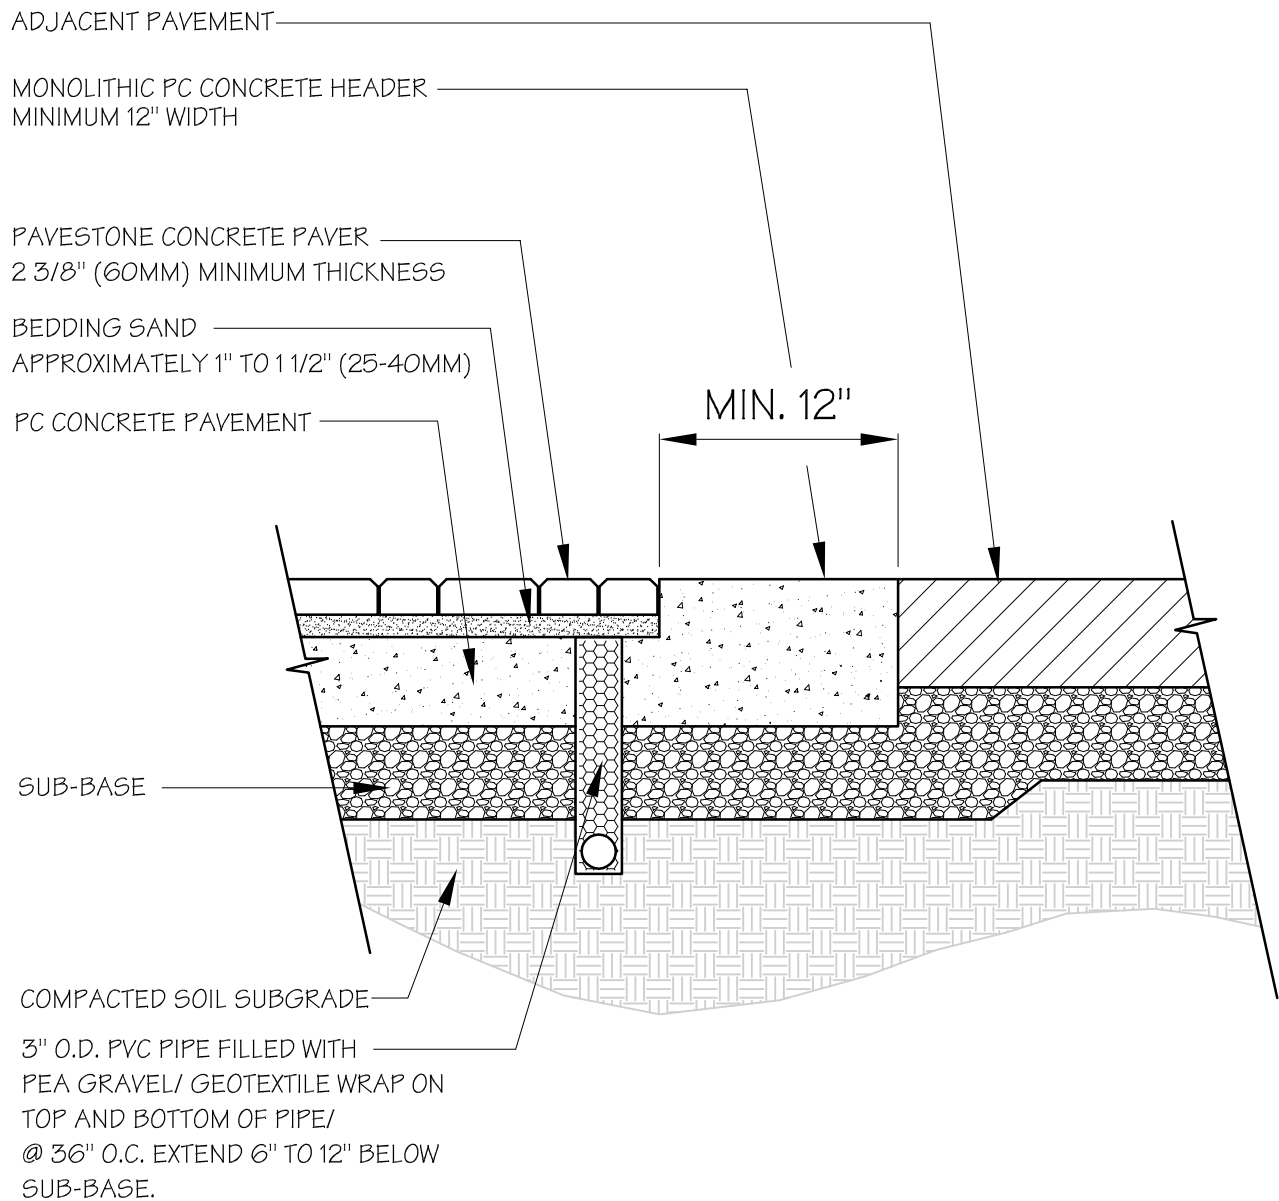 ADJACENT PAVEMENT
MONOLITHIC PC CONCRETE HEADER
MINIMUM 12" WIDTH
PAVESTONE CONCRETE PAVER
2 3/8" (60MM) MINIMUM THICKNESS
BEDDING SAND
APPROXIMATELY 1" TO 1 1/2" (25-40MM)
MIN. 12"
PC CONCRETE PAVEMENT
SUB-BASE
COMPACTED SOIL SUBGRADE
3" O.D. PVC PIPE FILLED WITH
PEA GRAVEL/ GEOTEXTILE WRAP ON
TOP AND BOTTOM OF PIPE/
@ 36" O.C. EXTEND 6" TO 12" BELOW
SUB-BASE.